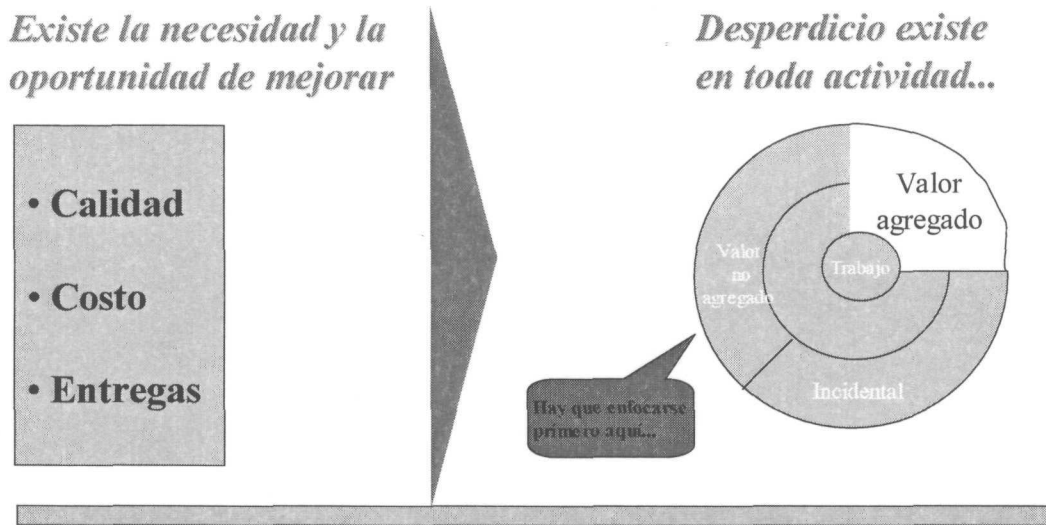 Existe la necesidad y la
oportunidad de mejorar
• Calidad
• Costo
• Entregas
Desperdicio existe
en toda actividad...
Valor
agregado
Valor
no
agregado
Trabajo
Incidental
Hay que enfocarse
primero aquí...